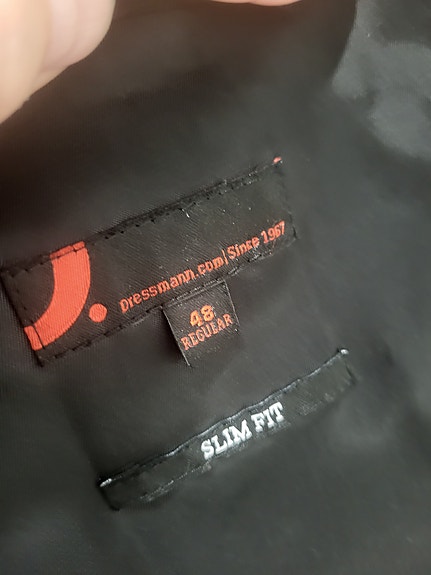 Dressmann.com | Since 1967
48
REGULAR
SLIM FIT